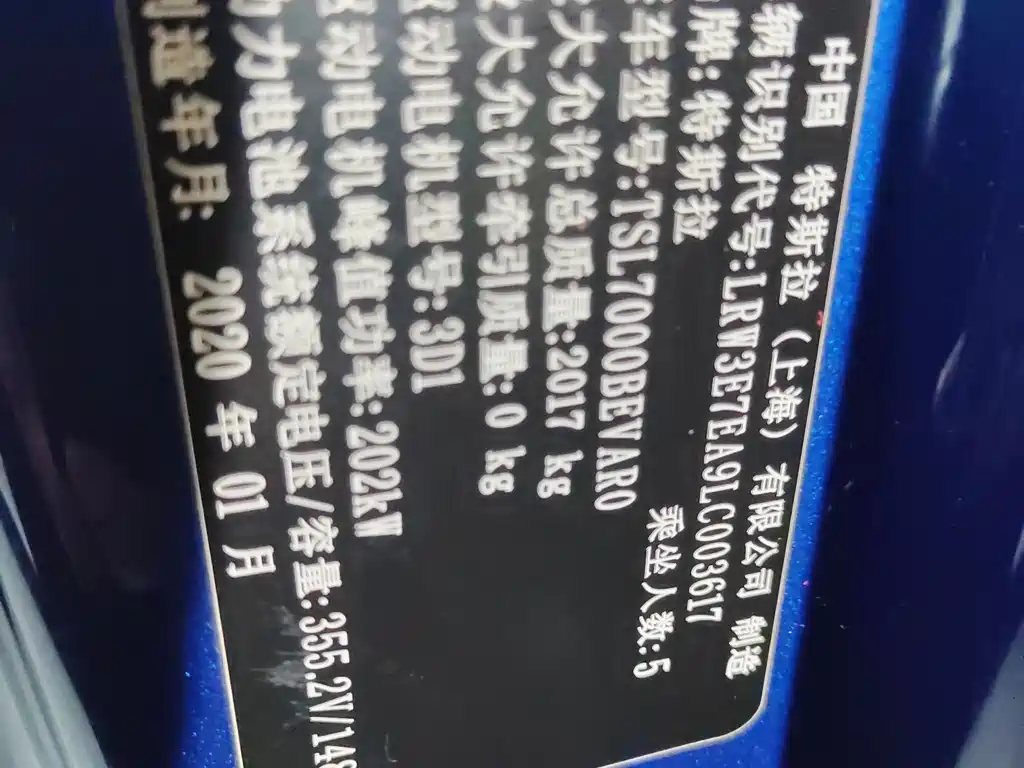 中国 特斯拉（上海）有限公司 制造
辆识别代号:LRW3E7EA9LC003617
牌:特斯拉
车型号:TSL7000BEVAR0 乘坐人数:5
大允许总质量:2017 kg
大允许牵引质量:0 kg
动电机型号:3D1
动电机峰值功率:202kW
力电池系统额定电压/容量:355.2V/148
造年月: 2020 年 01 月